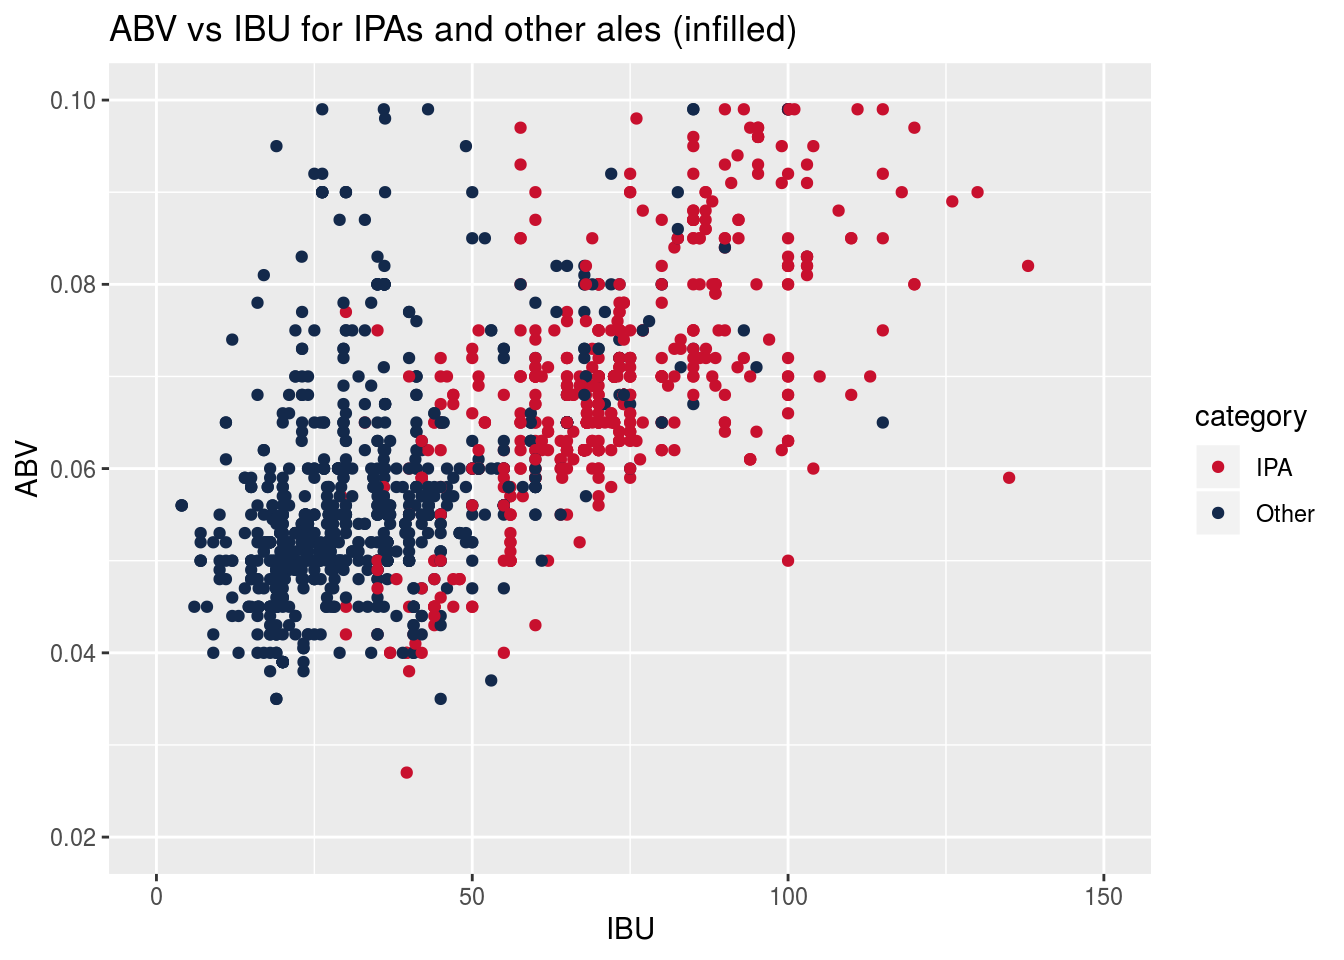 ABV vs IBU for IPAs and other ales (infilled)
0.10
0.08
0.06
0.04
0.02
ABV
0
50
100
150
IBU
category
IPA
Other